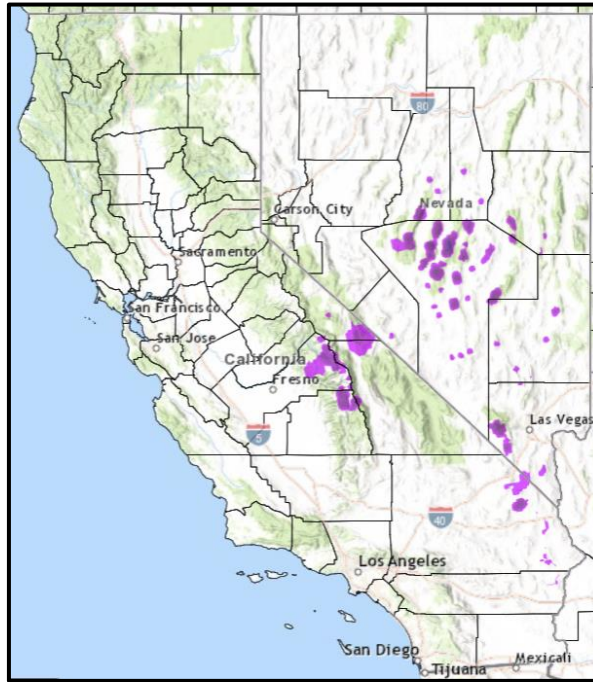 80
Nevada
Carson City
Sacramento
San Francisco
San Jose
California
Fresno
Las Vegas
5
40
Los Angeles
San Diego
Mexicali
Tijuana